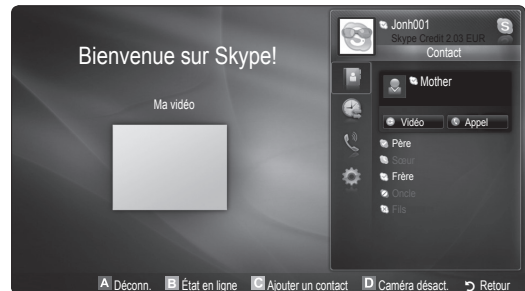 Bienvenue sur Skype!
Ma vidéo
Jonh001
Skype Credit 2.03 EUR
Contact
Mother
Vidéo
Appel
Père
Sœur
Frère
Oncle
Fils
A Déconn. B État en ligne C Ajouter un contact D Caméra désact. Retour